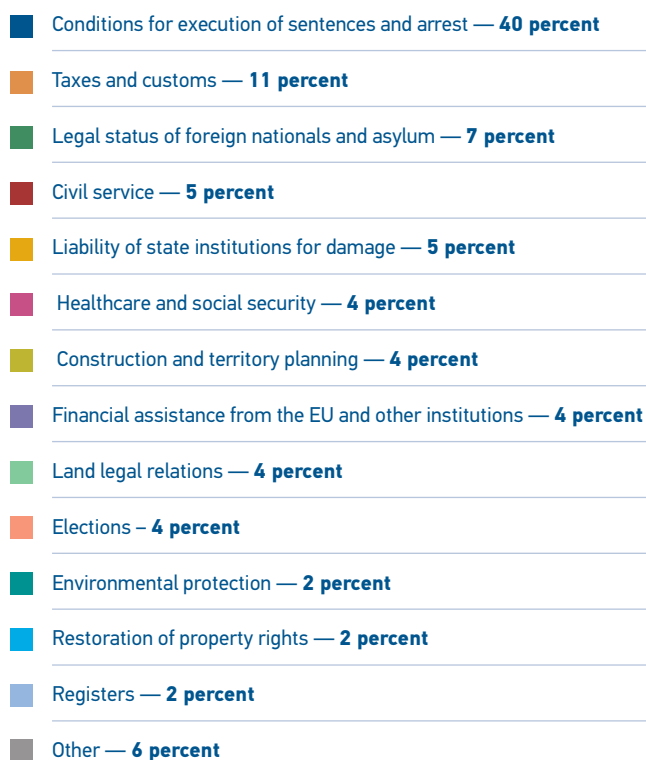 Conditions for execution of sentences and arrest — 40 percent
Taxes and customs — 11 percent
Legal status of foreign nationals and asylum — 7 percent
Civil service — 5 percent
Liability of state institutions for damage — 5 percent
Healthcare and social security — 4 percent
Construction and territory planning — 4 percent
Financial assistance from the EU and other institutions — 4 percent
Land legal relations — 4 percent
Elections – 4 percent
Environmental protection — 2 percent
Restoration of property rights — 2 percent
Registers — 2 percent
Other — 6 percent